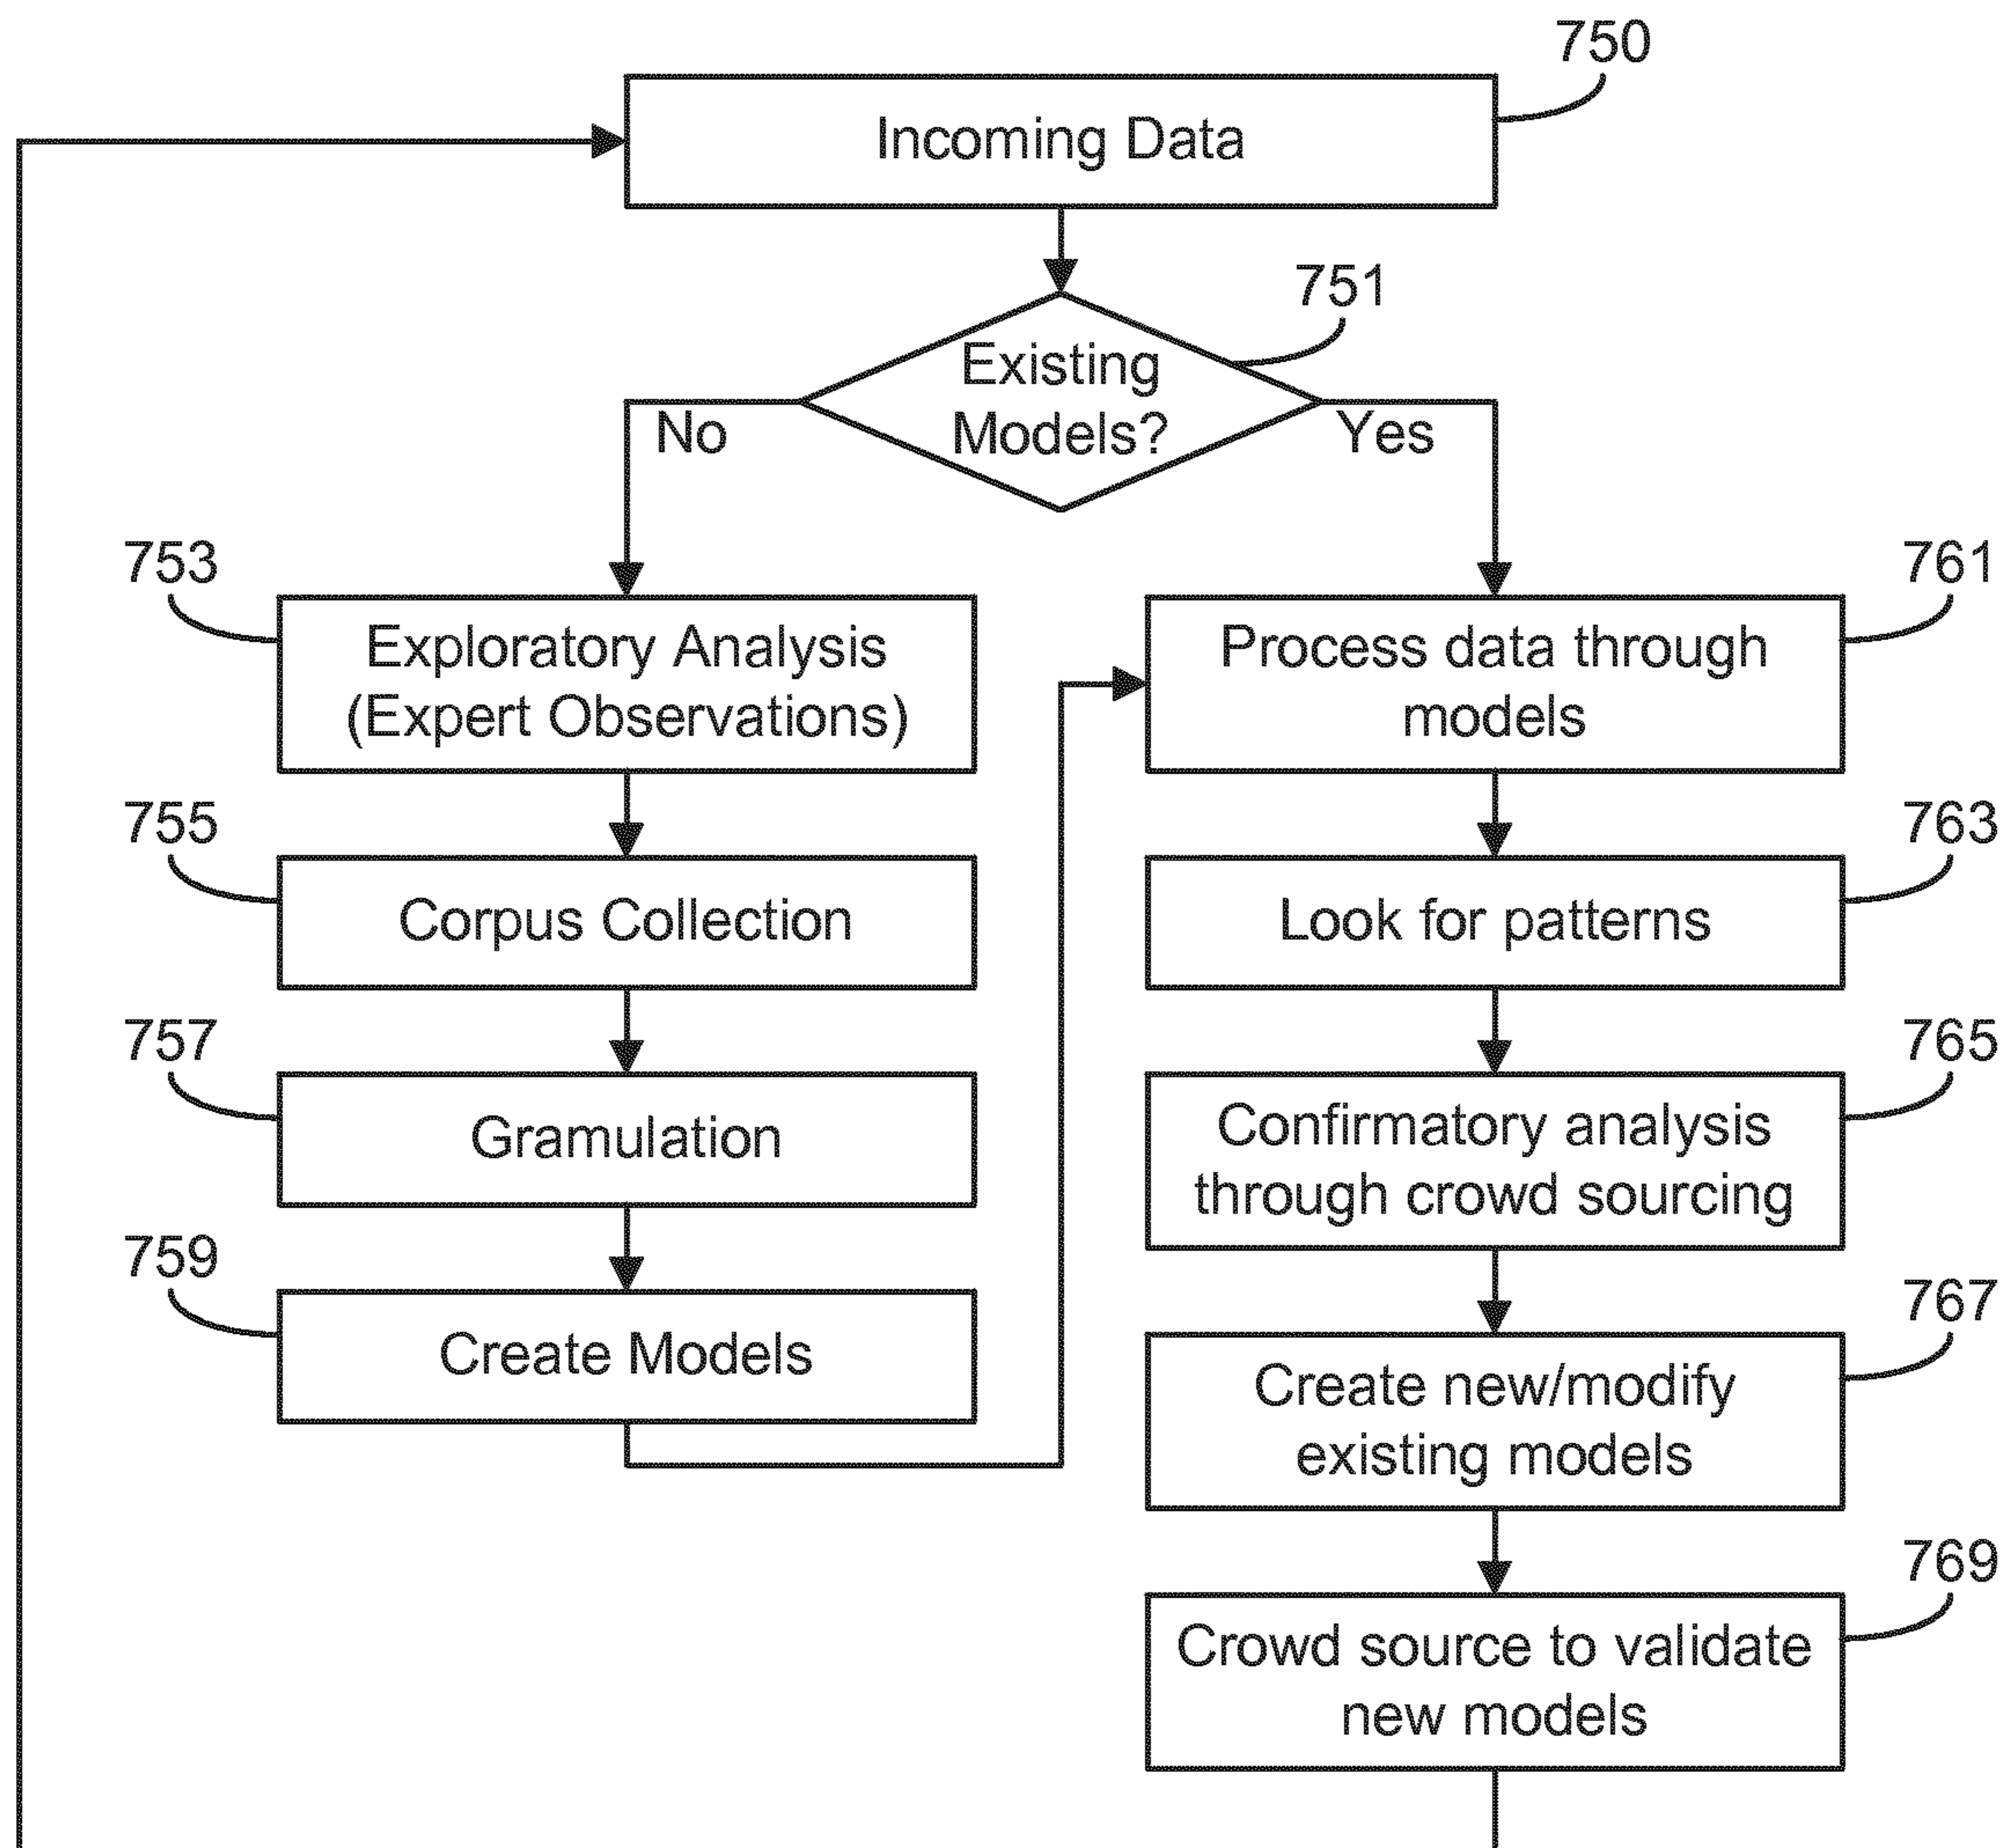 750
Incoming Data
751
Existing
Models?
No
Yes
753
Exploratory Analysis
(Expert Observations)
755
Corpus Collection
757
Gramulation
759
Create Models
761
Process data through
models
763
Look for patterns
765
Confirmatory analysis
through crowd sourcing
767
Create new/modify
existing models
769
Crowd source to validate
new models